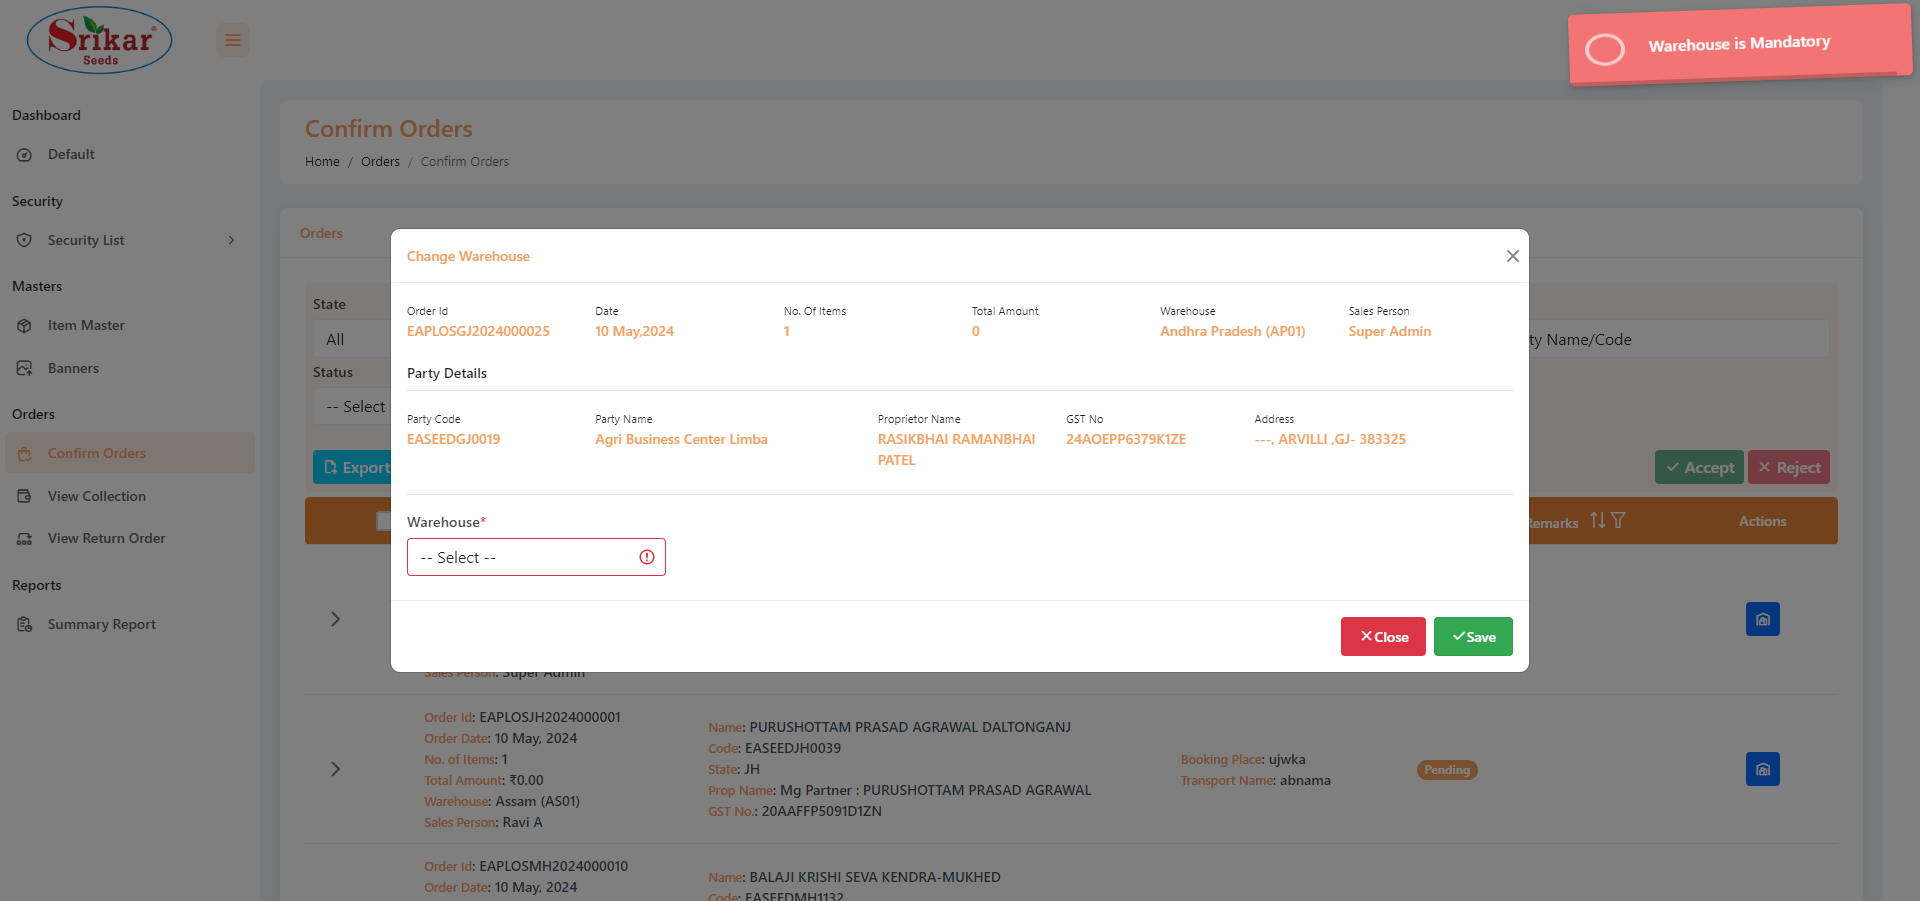 Srikar
Seeds
Warehouse is Mandatory
Dashboard
Default
Security
Security List
Masters
Item Master
Banners
Orders
Confirm Orders
View Collection
View Return Order
Reports
Summary Report
Confirm Orders
Home / Orders / Confirm Orders
Orders
State
All
ty Name/Code
Status
-- Select
Export
Accept
Reject
Remarks
Actions
Change Warehouse
Order Id
Date
No. Of Items
Total Amount
Warehouse
Sales Person
EAPLOSGJ2024000025
10 May,2024
1
0
Andhra Pradesh (AP01)
Super Admin
Party Details
Party Code
Party Name
Proprietor Name
GST No
Address
EASEEDGJ0019
Agri Business Center Limba
RASIKBHAI RAMANBHAI
PATEL
24AOEPP6379K1ZE
---, ARVILLI ,GJ- 383325
Warehouse*
-- Select --
Close
Save
Sales Person: Super Admin
Order Id: EAPLOSJH2024000001
Order Date: 10 May, 2024
No. of Items: 1
Total Amount: ₹0.00
Warehouse: Assam (AS01)
Sales Person: Ravi A
Name: PURUSHOTTAM PRASAD AGRAWAL DALTONGANJ
Code: EASEEDJH0039
State: JH
Prop Name: Mg Partner : PURUSHOTTAM PRASAD AGRAWAL
GST No.: 20AAFFP5091D1ZN
Booking Place: ujwka
Transport Name: abnama
Pending
Order Id: EAPLOSMH2024000010
Order Date: 10 May, 2024
Name: BALAJI KRISHI SEVA KENDRA-MUKHED
Code: EASEEDMH1132